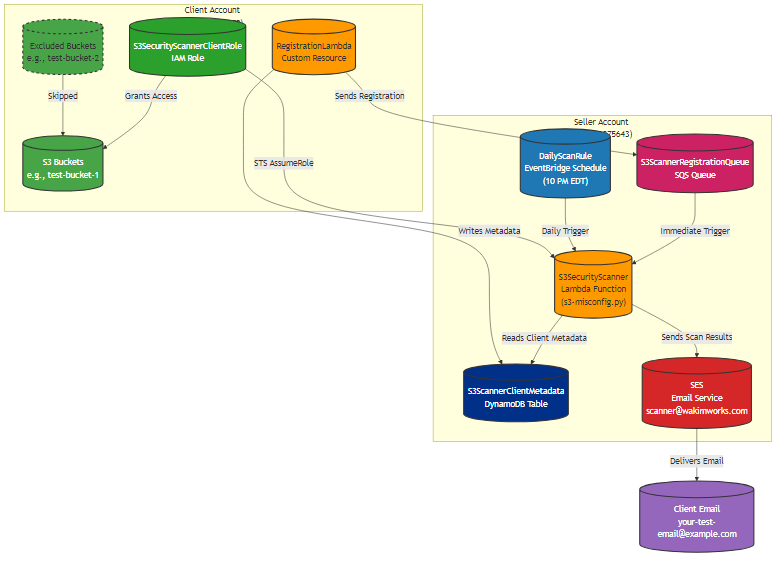 Client Account
Excluded Buckets
e.g., test-bucket-2
S3SecurityScannerClientRole
IAM Role
RegistrationLambda
Custom Resource
Skipped
Grants Access
Sends Registration
Seller Account
75643)
S3 Buckets
e.g., test-bucket-1
STS AssumeRole
DailyScanRule
EventBridge Schedule
(10 PM EDT)
S3ScannerRegistrationQueue
SQS Queue
Writes Metadata
Daily Trigger
Immediate Trigger
S3SecurityScanner
Lambda Function
(s3-misconfig.py)
Reads Client Metadata
Sends Scan Results
S3ScannerClientMetadata
DynamoDB Table
SES
Email Service
scanner@wakimworks.com
Delivers Email
Client Email
your-test-
email@example.com